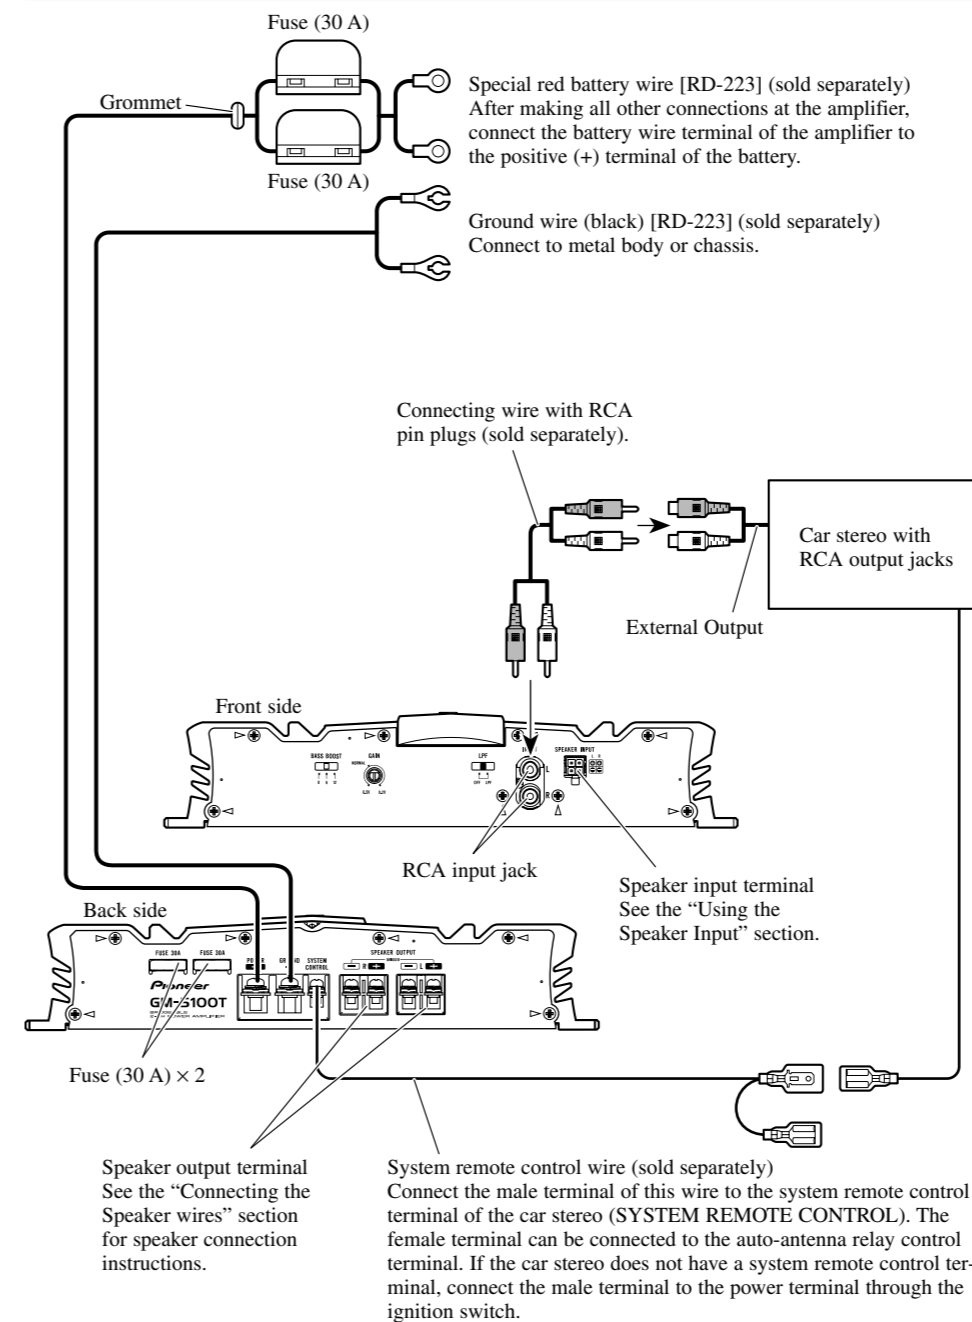 Fuse (30 A)
Grommet
Fuse (30 A)
Special red battery wire [RD-223] (sold separately)
After making all other connections at the amplifier,
connect the battery wire terminal of the amplifier to
the positive (+) terminal of the battery.
Ground wire (black) [RD-223] (sold separately)
Connect to metal body or chassis.
Connecting wire with RCA
pin plugs (sold separately).
Car stereo with
RCA output jacks
External Output
Front side
BASS BOOST
GAIN
NORMAL
LPF
OFF LPF
SPEAKER INPUT
L
R
RCA input jack
Speaker input terminal
See the “Using the
Speaker Input” section.
Back side
FUSE 30A
FUSE 30A
POWER
GROUND
SYSTEM
CONTROL
SPEAKER OUTPUT
R
L
Pioneer
GM-5100T
Fuse (30 A) × 2
Speaker output terminal
See the “Connecting the
Speaker wires” section
for speaker connection
instructions.
System remote control wire (sold separately)
Connect the male terminal of this wire to the system remote control
terminal of the car stereo (SYSTEM REMOTE CONTROL). The
female terminal can be connected to the auto-antenna relay control
terminal. If the car stereo does not have a system remote control ter-
minal, connect the male terminal to the power terminal through the
ignition switch.